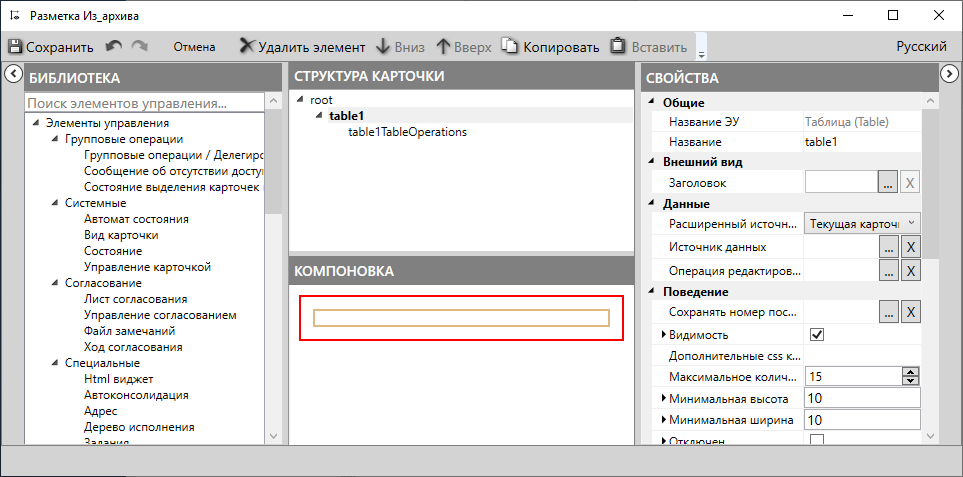 Разметка Из_архива
Сохранить Отмена Удалить элемент Вниз Вверх Копировать Вставить Русский
БИБЛИОТЕКА
Поиск элементов управления...
Элементы управления
Групповые операции
Групповые операции / Делегиро
Сообщение об отсутствии досту
Состояние выделения карточек
Системные
Автомат состояния
Вид карточки
Состояние
Управление карточкой
Согласование
Лист согласования
Управление согласованием
Файл замечаний
Ход согласования
Специальные
Html виджет
Автоконсолидация
Адрес
Дерево исполнения
Задания
СТРУКТУРА КАРТОЧКИ
root
table1
table1TableOperations
КОМПОНОВКА
СВОЙСТВА
Общие
Название ЭУ Таблица (Table)
Название table1
Внешний вид
Заголовок ... X
Данные
Расширенный источн... Текущая карточ
Источник данных ... X
Операция редактиров... ... X
Поведение
Сохранять номер пос... ... X
Видимость
Дополнительные css к...
Максимальное колич... 15
Минимальная высота 10
Минимальная ширина 10
Отключен